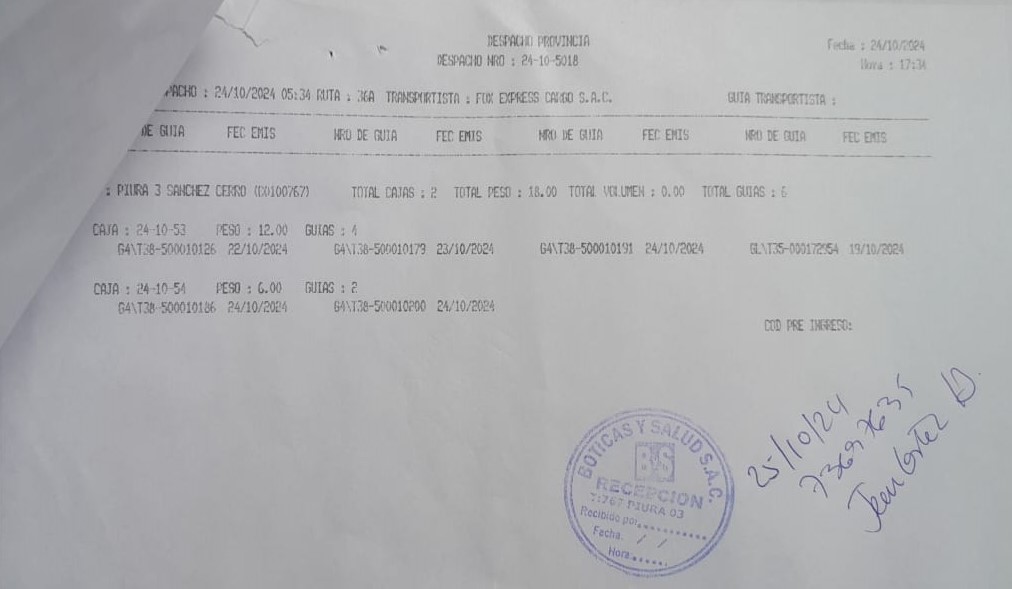 DESPACHO PROVINCIA
DESPACHO NRO : 24-10-5018
Fecha : 24/10/2024
Hora : 17:34
PACHO : 24/10/2024 05:34 RUTA : 36A TRANSPORTISTA : FOX EXPRESS CARGO S.A.C. GUIA TRANSPORTISTA :
DE GUIA FEC EMIS NRO DE GUIA FEC EMIS NRO DE GUIA FEC EMIS NRO DE GUIA FEC EMIS
: PIURA 3 SANCHEZ CERRO (D0100767) TOTAL CAJAS : 2 TOTAL PESO : 18.00 TOTAL VOLUMEN : 0.00 TOTAL GUIAS : 6
CAJA : 24-10-53 PESO : 12.00 GUIAS : 4
G4\T38-500010126 22/10/2024 G4\T38-500010179 23/10/2024 G4\T38-500010191 24/10/2024 GL\T35-000172954 19/10/2024
CAJA : 24-10-54 PESO : 6.00 GUIAS : 2
G4\T38-500010186 24/10/2024 G4\T38-500010200 24/10/2024
COD PRE INGRESO:
BOTICAS Y SALUD S.A.C.
BS
RECEPCION
T:767 PIURA 03
Recibido por
Fecha: / /
Hora
25/10/24
73697635
Jean Cortez D.